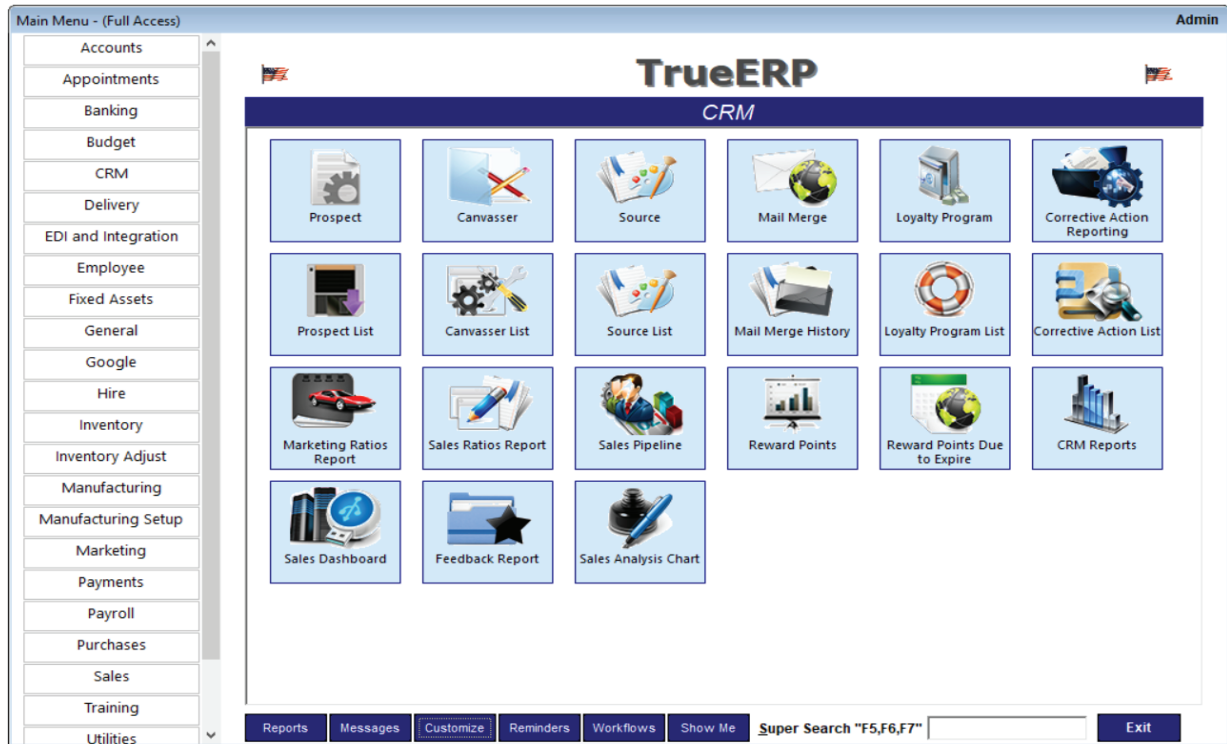 Main Menu - (Full Access)
Admin
Accounts
Appointments
Banking
Budget
CRM
Delivery
EDI and Integration
Employee
Fixed Assets
General
Google
Hire
Inventory
Inventory Adjust
Manufacturing
Manufacturing Setup
Marketing
Payments
Payroll
Purchases
Sales
Training
Utilities
TrueERP
CRM
Prospect
Canvasser
Source
Mail Merge
Loyalty Program
Corrective Action
Reporting
Prospect List
Canvasser List
Source List
Mail Merge History
Loyalty Program List
Corrective Action List
Marketing Ratios
Report
Sales Ratios Report
Sales Pipeline
Reward Points
Reward Points Due
to Expire
CRM Reports
Sales Dashboard
Feedback Report
Sales Analysis Chart
Reports
Messages
Customize
Reminders
Workflows
Show Me
Super Search "F5,F6,F7"
Exit